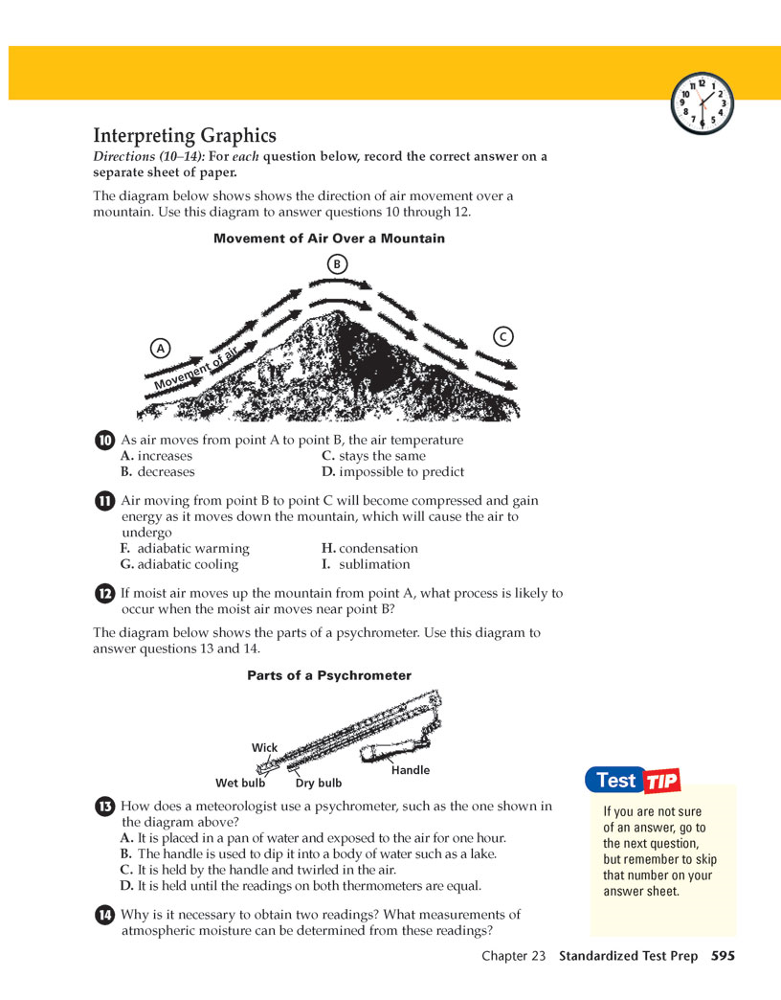 12
11 1
10 2
9 3
8 4
7 5
6
Interpreting Graphics
Directions (10–14): For each question below, record the correct answer on a
separate sheet of paper.
The diagram below shows shows the direction of air movement over a
mountain. Use this diagram to answer questions 10 through 12.
Movement of Air Over a Mountain
B
C
A
Movement of air
10 As air moves from point A to point B, the air temperature
A. increases C. stays the same
B. decreases D. impossible to predict
11 Air moving from point B to point C will become compressed and gain
energy as it moves down the mountain, which will cause the air to
undergo
F. adiabatic warming H. condensation
G. adiabatic cooling I. sublimation
12 If moist air moves up the mountain from point A, what process is likely to
occur when the moist air moves near point B?
The diagram below shows the parts of a psychrometer. Use this diagram to
answer questions 13 and 14.
Parts of a Psychrometer
Wick
Handle
Wet bulb Dry bulb
13 How does a meteorologist use a psychrometer, such as the one shown in
the diagram above?
A. It is placed in a pan of water and exposed to the air for one hour.
B. The handle is used to dip it into a body of water such as a lake.
C. It is held by the handle and twirled in the air.
D. It is held until the readings on both thermometers are equal.
14 Why is it necessary to obtain two readings? What measurements of
atmospheric moisture can be determined from these readings?
Test TIP
If you are not sure
of an answer, go to
the next question,
but remember to skip
that number on your
answer sheet.
Chapter 23 Standardized Test Prep 595